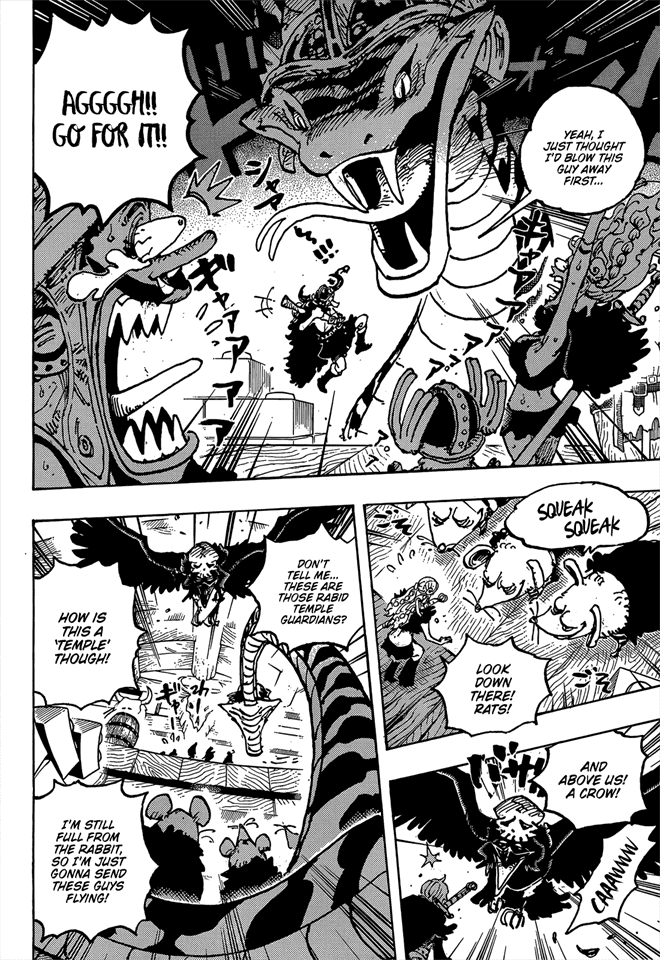 YEAH, I
JUST THOUGHT
I'D BLOW THIS
GUY AWAY
FIRST...
シャアア
...!!!
ギャアアアア
AGGGGH!!
GO FOR IT!!
SQUEAK
SQUEAK
LOOK
DOWN
THERE!
RATS!
AND
ABOVE US!
A CROW!
CAAAWWWW
DON'T
TELL ME...
THESE ARE
THOSE RABID
TEMPLE
GUARDIANS?
HOW IS
THIS A
'TEMPLE'
THOUGH!
I'M STILL
FULL FROM
THE RABBIT,
SO I'M JUST
GONNA SEND
THESE GUYS
FLYING!